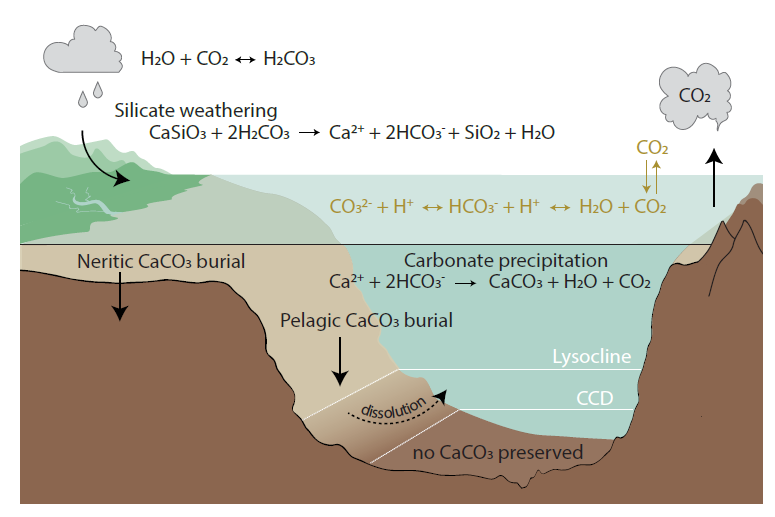 H₂O + CO₂ ↔ H₂CO₃
CO₂
Silicate weathering
CaSiO₃ + 2H₂CO₃ → Ca²⁺ + 2HCO₃⁻ + SiO₂ + H₂O
CO₂
CO₃²⁻ + H⁺ ↔ HCO₃⁻ + H⁺ ↔ H₂O + CO₂
Neritic CaCO₃ burial
Carbonate precipitation
Ca²⁺ + 2HCO₃⁻ → CaCO₃ + H₂O + CO₂
Pelagic CaCO₃ burial
Lysocline
CCD
dissolution
no CaCO₃ preserved